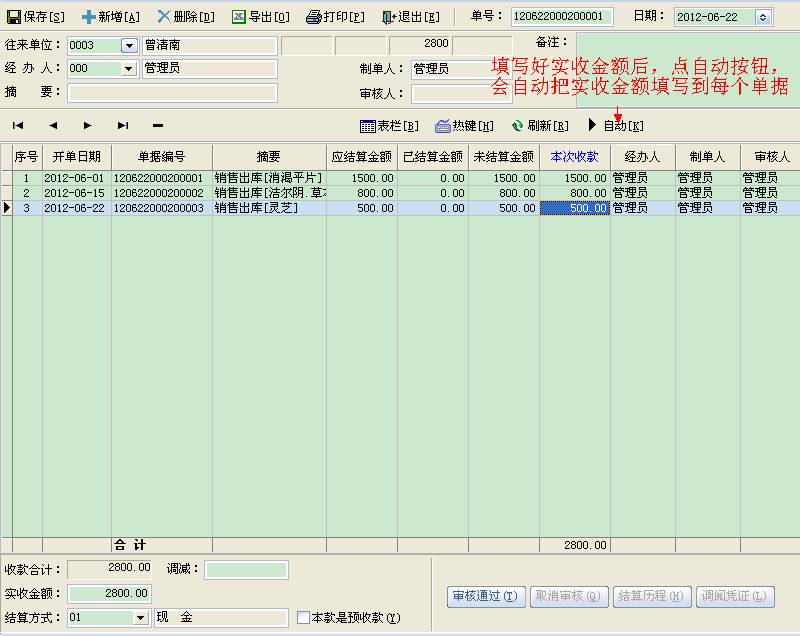 保存[S] 新增[A] 删除[D] 导出[O] 打印[P] 退出[E] 单号： 120622000200001 日期： 2012-06-22
往来单位： 0003 曾清南 2800 备注：
经 办 人： 000 管理员 制单人： 管理员
摘 要： 审核人：
填写好实收金额后，点自动按钮，
会自动把实收金额填写到每个单据
表栏[B] 热键[H] 刷新[R] 自动[K]
序号 开单日期 单据编号 摘要 应结算金额 已结算金额 未结算金额 本次收款 经办人 制单人 审核人
1 2012-06-01 120622000200001 销售出库[消渴平片] 1500.00 0.00 1500.00 1500.00 管理员 管理员 管理员
2 2012-06-15 120622000200002 销售出库[洁尔阴.草本 800.00 0.00 800.00 800.00 管理员 管理员 管理员
3 2012-06-22 120622000200003 销售出库[灵芝] 500.00 0.00 500.00 500.00 管理员 管理员 管理员
合 计 2800.00
收款合计： 2800.00 调减：
实收金额： 2800.00
结算方式： 01 现 金 本款是预收款(Y)
审核通过(T) 取消审核(Q) 结算历程(H) 调阅凭证(L)